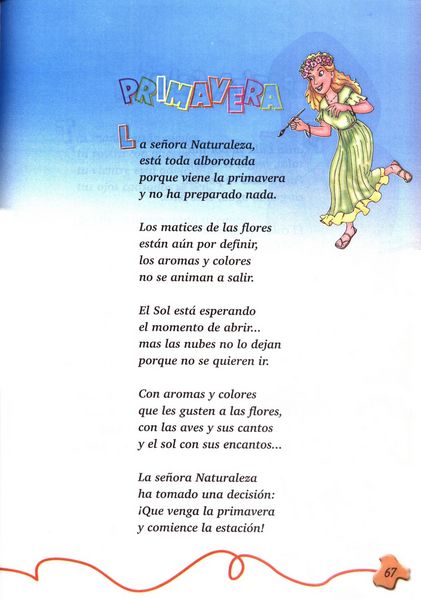 PRIMAVERA
La señora Naturaleza,
está toda alborotada
porque viene la primavera
y no ha preparado nada.
Los matices de las flores
están aún por definir,
los aromas y colores
no se animan a salir.
El Sol está esperando
el momento de abrir...
mas las nubes no lo dejan
porque no se quieren ir.
Con aromas y colores
que les gusten a las flores,
con las aves y sus cantos
y el sol con sus encantos...
La señora Naturaleza
ha tomado una decisión:
¡Que venga la primavera
y comience la estación!
67